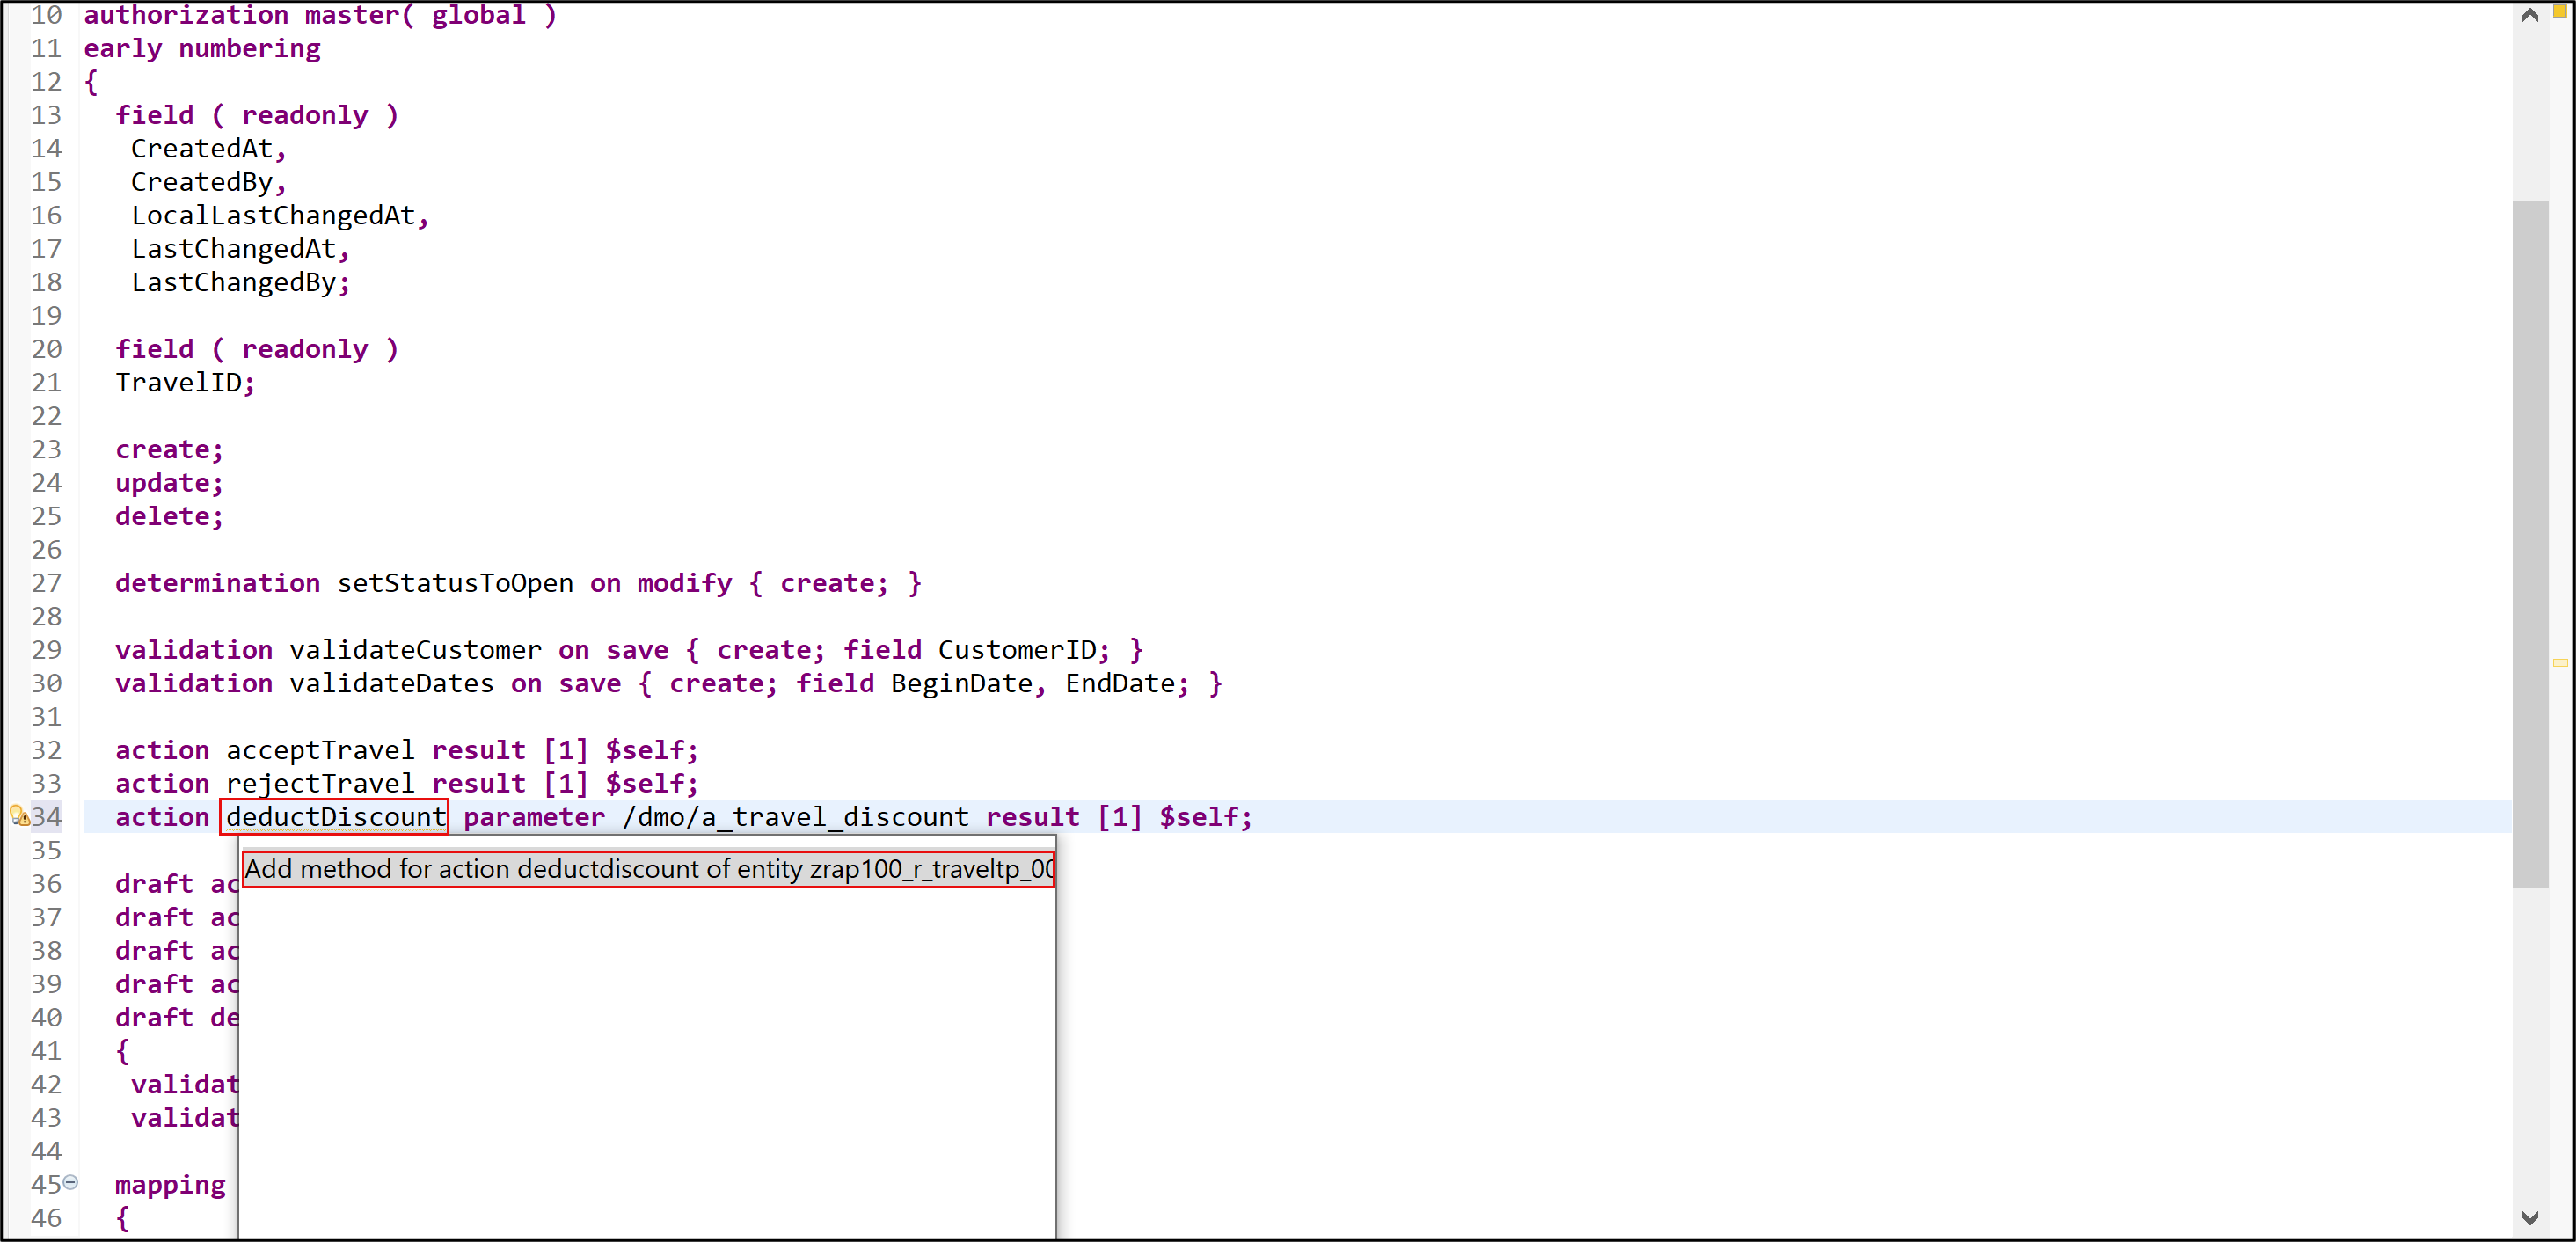 10 authorization master( global )
11 early numbering
12 {
13 field ( readonly )
14 CreatedAt,
15 CreatedBy,
16 LocalLastChangedAt,
17 LastChangedAt,
18 LastChangedBy;
19
20 field ( readonly )
21 TravelID;
22
23 create;
24 update;
25 delete;
26
27 determination setStatusToOpen on modify { create; }
28
29 validation validateCustomer on save { create; field CustomerID; }
30 validation validateDates on save { create; field BeginDate, EndDate; }
31
32 action acceptTravel result [1] $self;
33 action rejectTravel result [1] $self;
34 action deductDiscount parameter /dmo/a_travel_discount result [1] $self;
35
Add method for action deductdiscount of entity zrap100_r_traveltp_00
36 draft ac
37 draft ac
38 draft ac
39 draft ac
40 draft de
41 {
42 validat
43 validat
44
45 mapping
46 {